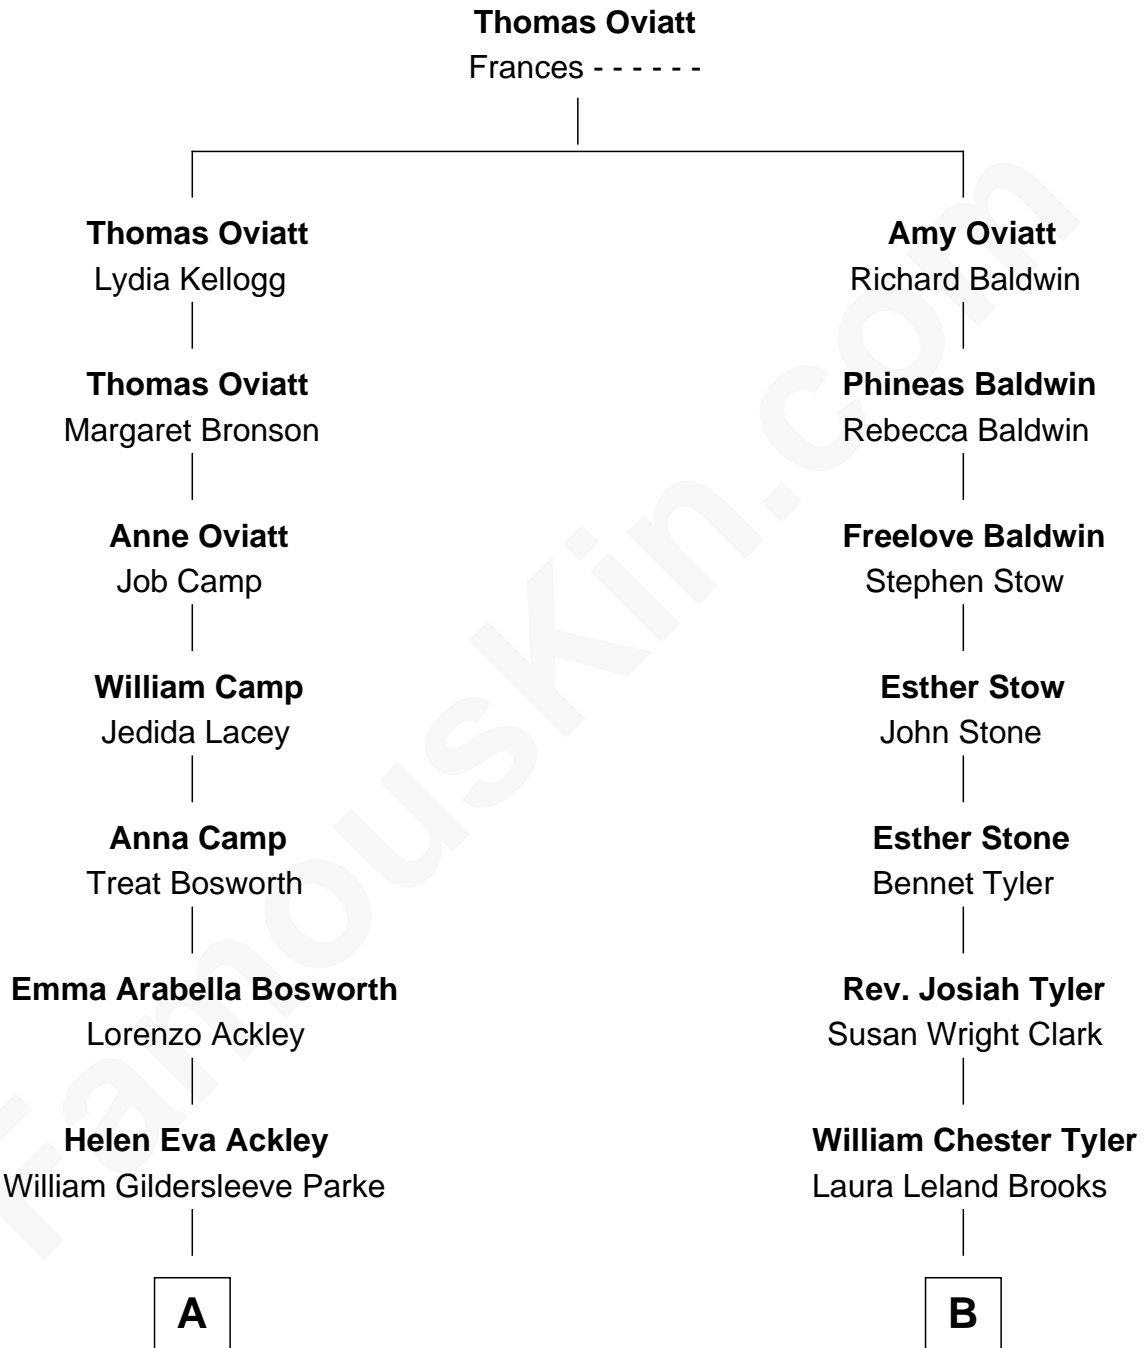 Thomas Oviatt
Frances - - - - - -
Thomas Oviatt
Lydia Kellogg
Amy Oviatt
Richard Baldwin
Thomas Oviatt
Margaret Bronson
Phineas Baldwin
Rebecca Baldwin
Anne Oviatt
Job Camp
Freelove Baldwin
Stephen Stow
William Camp
Jedida Lacey
Esther Stow
John Stone
Anna Camp
Treat Bosworth
Esther Stone
Bennet Tyler
Emma Arabella Bosworth
Lorenzo Ackley
Rev. Josiah Tyler
Susan Wright Clark
Helen Eva Ackley
William Gildersleeve Parke
William Chester Tyler
Laura Leland Brooks
A
B
FamousKin.com